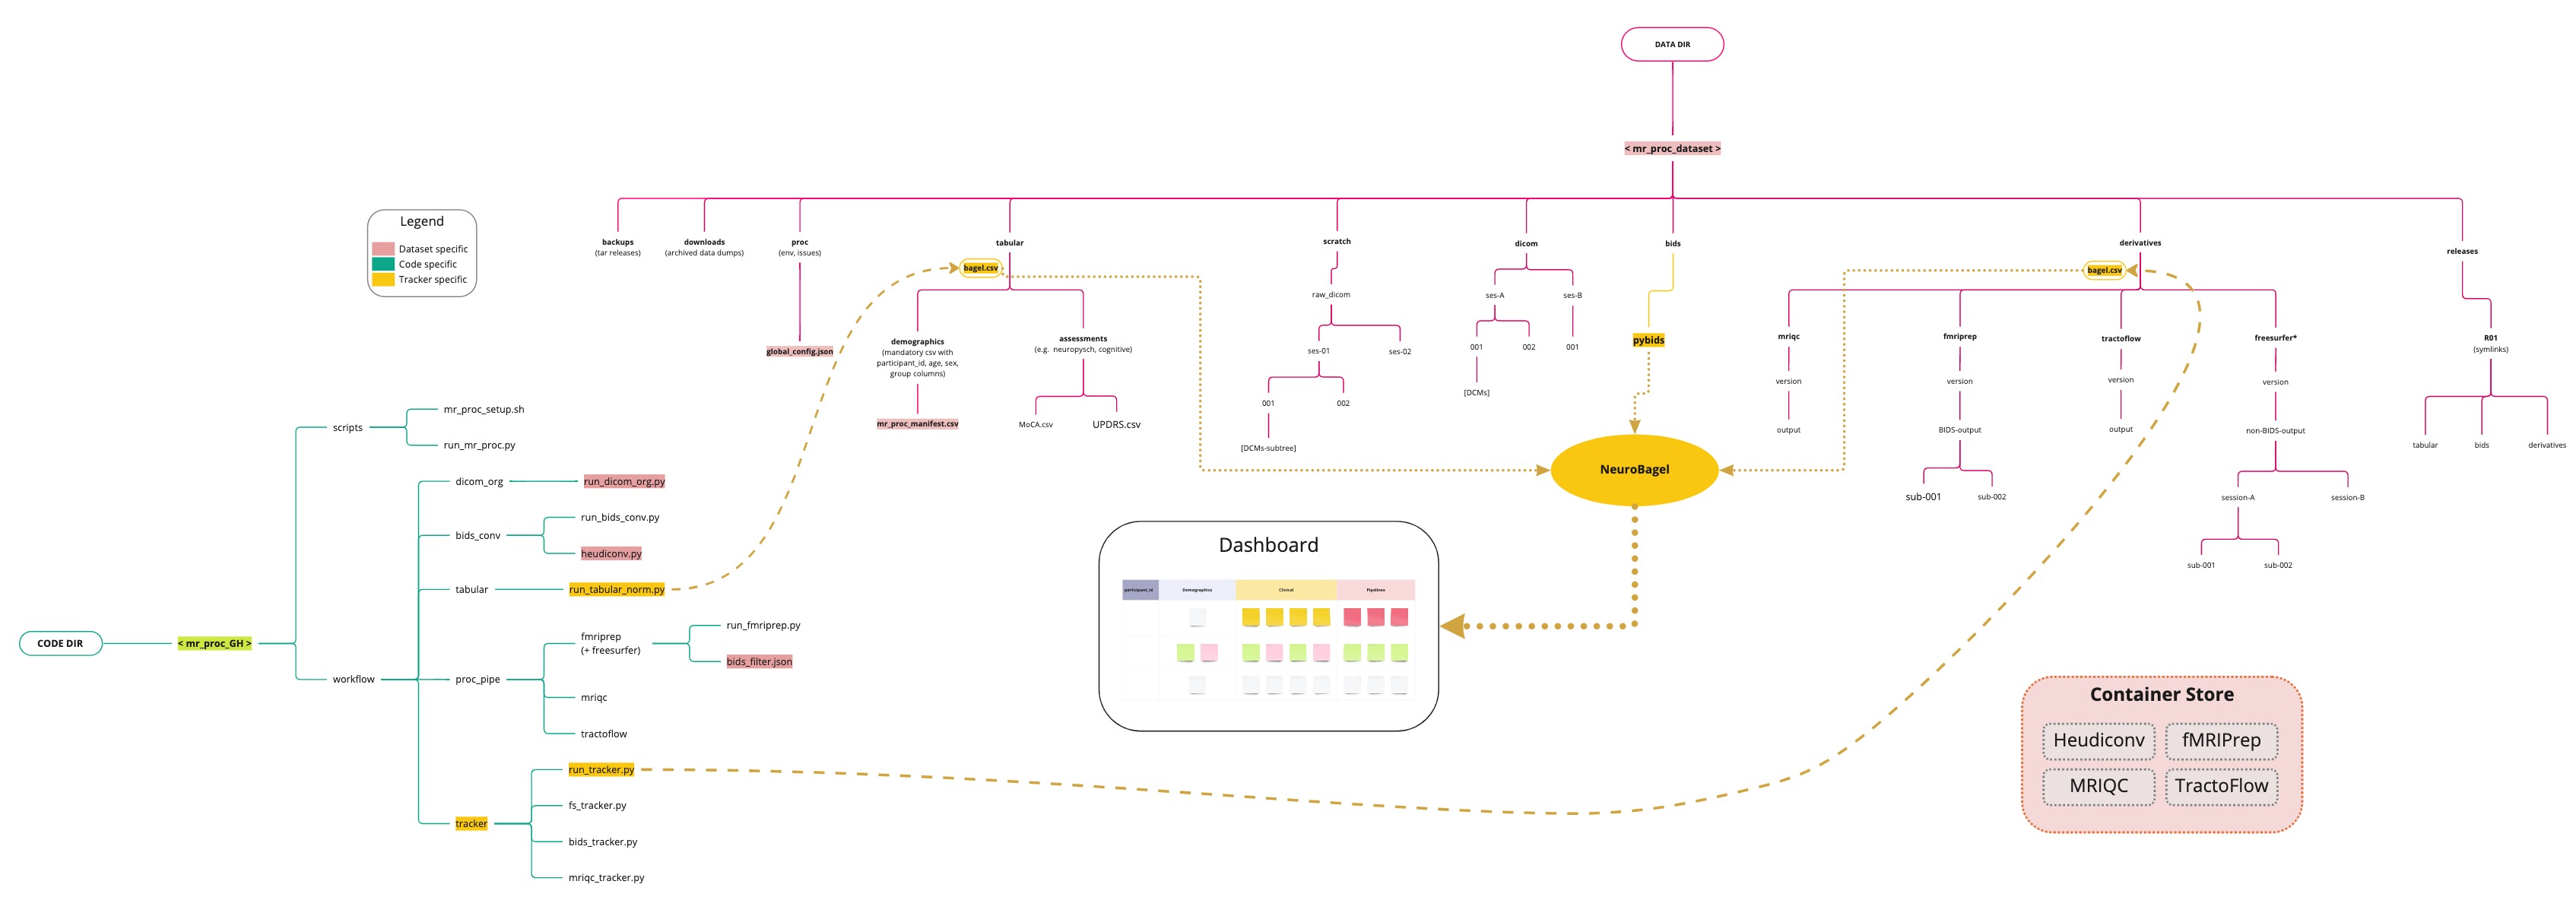 DATA DIR
< mr_proc_dataset >
Legend
Dataset specific
Code specific
Tracker specific
backups
(tar releases)
downloads
(archived data dumps)
proc
(env, issues)
global_config.json
tabular
bagel.csv
demographics
(mandatory csv with
participant_id, age, sex,
group columns)
mr_proc_manifest.csv
assessments
(e.g. neuropysch, cognitive)
MoCA.csv
UPDRS.csv
scratch
raw_dicom
ses-01
ses-02
001
002
[DCMs-subtree]
dicom
ses-A
ses-B
001
002
001
[DCMs]
bids
pybids
NeuroBagel
derivatives
bagel.csv
mriqc
version
output
fmriprep
version
BIDS-output
sub-001
sub-002
tractoflow
version
output
freesurfer*
version
non-BIDS-output
session-A
session-B
sub-001
sub-002
releases
R01
(symlinks)
tabular
bids
derivatives
CODE DIR
< mr_proc_GH >
scripts
mr_proc_setup.sh
run_mr_proc.py
workflow
dicom_org
run_dicom_org.py
bids_conv
run_bids_conv.py
heudiconv.py
tabular
run_tabular_norm.py
proc_pipe
fmriprep
(+ freesurfer)
run_fmriprep.py
bids_filter.json
mriqc
tractoflow
tracker
run_tracker.py
fs_tracker.py
bids_tracker.py
mriqc_tracker.py
Dashboard
participant_id
Demographics
Clinical
Pipelines
Container Store
Heudiconv
fMRIPrep
MRIQC
TractoFlow